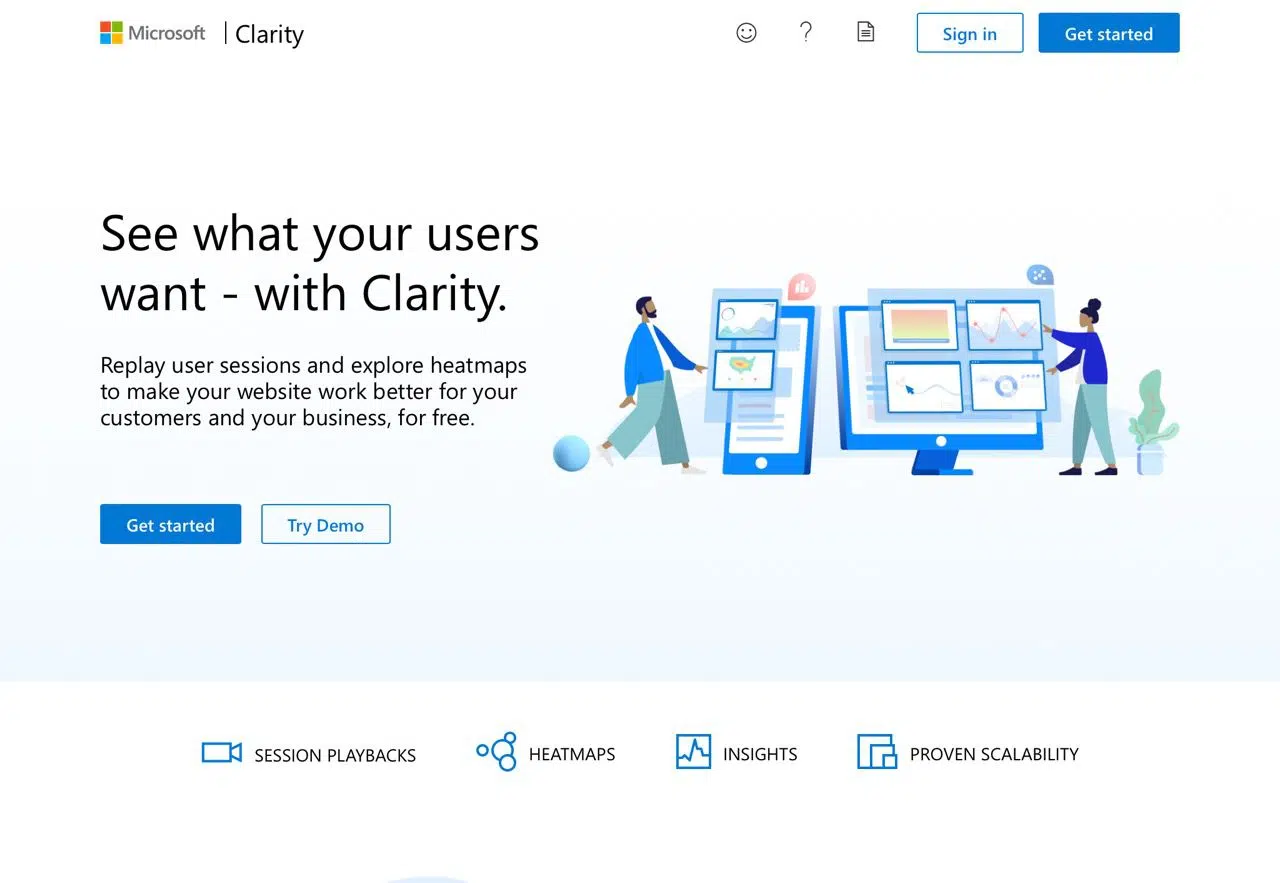 Microsoft | Clarity
Sign in
Get started
See what your users
want - with Clarity.
Replay user sessions and explore heatmaps
to make your website work better for your
customers and your business, for free.
Get started
Try Demo
SESSION PLAYBACKS
HEATMAPS
INSIGHTS
PROVEN SCALABILITY